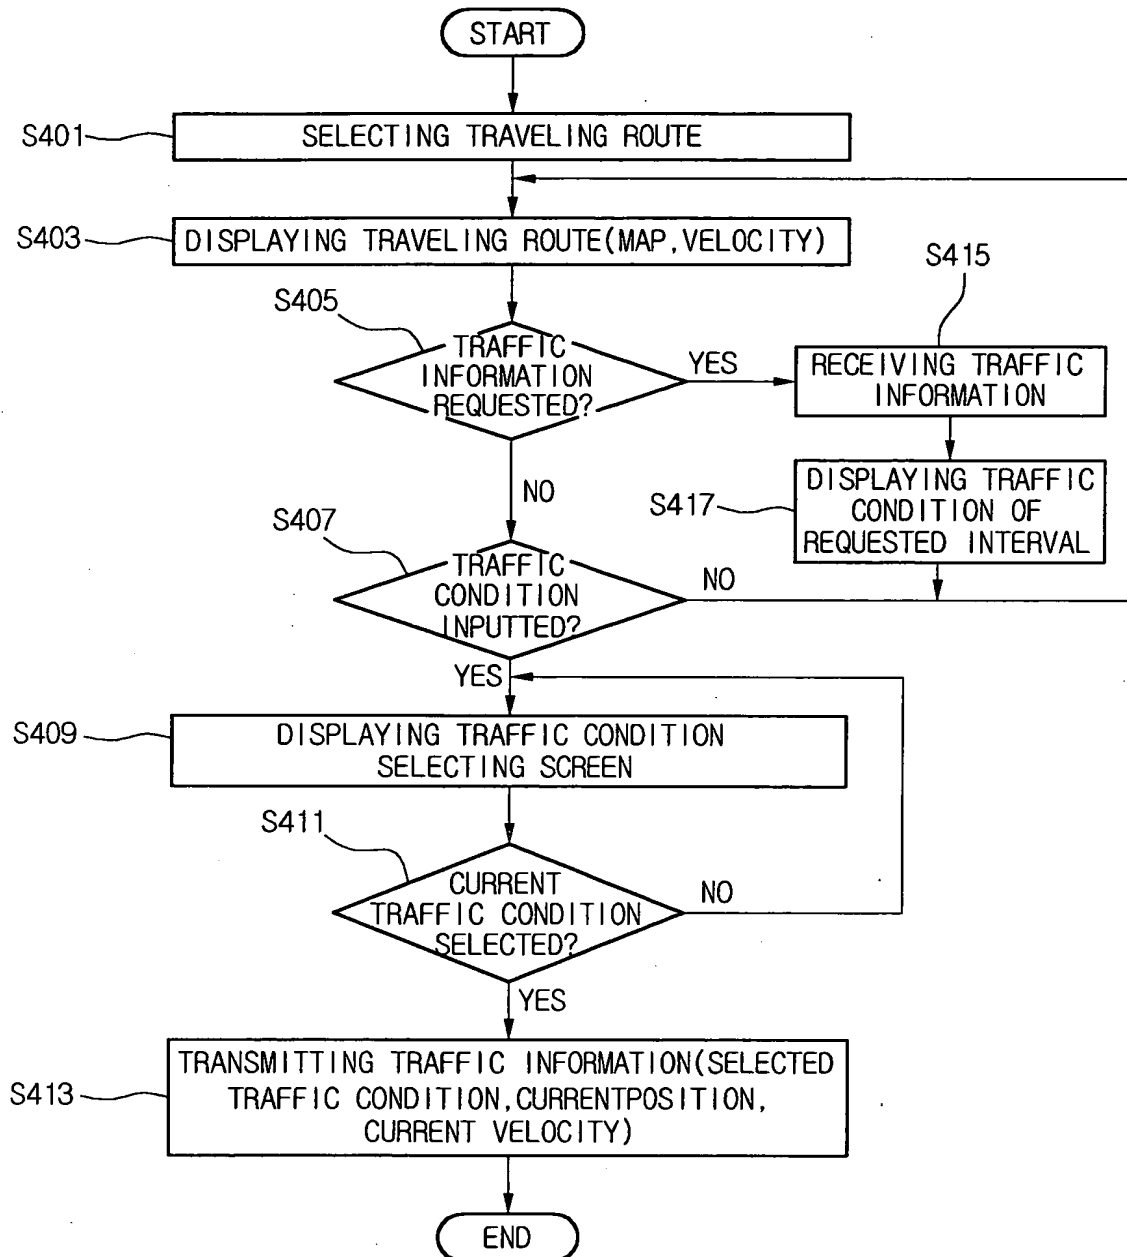 START
S401
SELECTING TRAVELING ROUTE
S403
DISPLAYING TRAVELING ROUTE(MAP,VELOCITY)
S415
S405
TRAFFIC
INFORMATION
REQUESTED?
YES
RECEIVING TRAFFIC
INFORMATION
NO
S417
DISPLAYING TRAFFIC
CONDITION OF
REQUESTED INTERVAL
S407
TRAFFIC
CONDITION
INPUTTED?
NO
YES
S409
DISPLAYING TRAFFIC CONDITION
SELECTING SCREEN
S411
CURRENT
TRAFFIC CONDITION
SELECTED?
NO
YES
S413
TRANSMITTING TRAFFIC INFORMATION(SELECTED
TRAFFIC CONDITION,CURRENTPOSITION,
CURRENT VELOCITY)
END